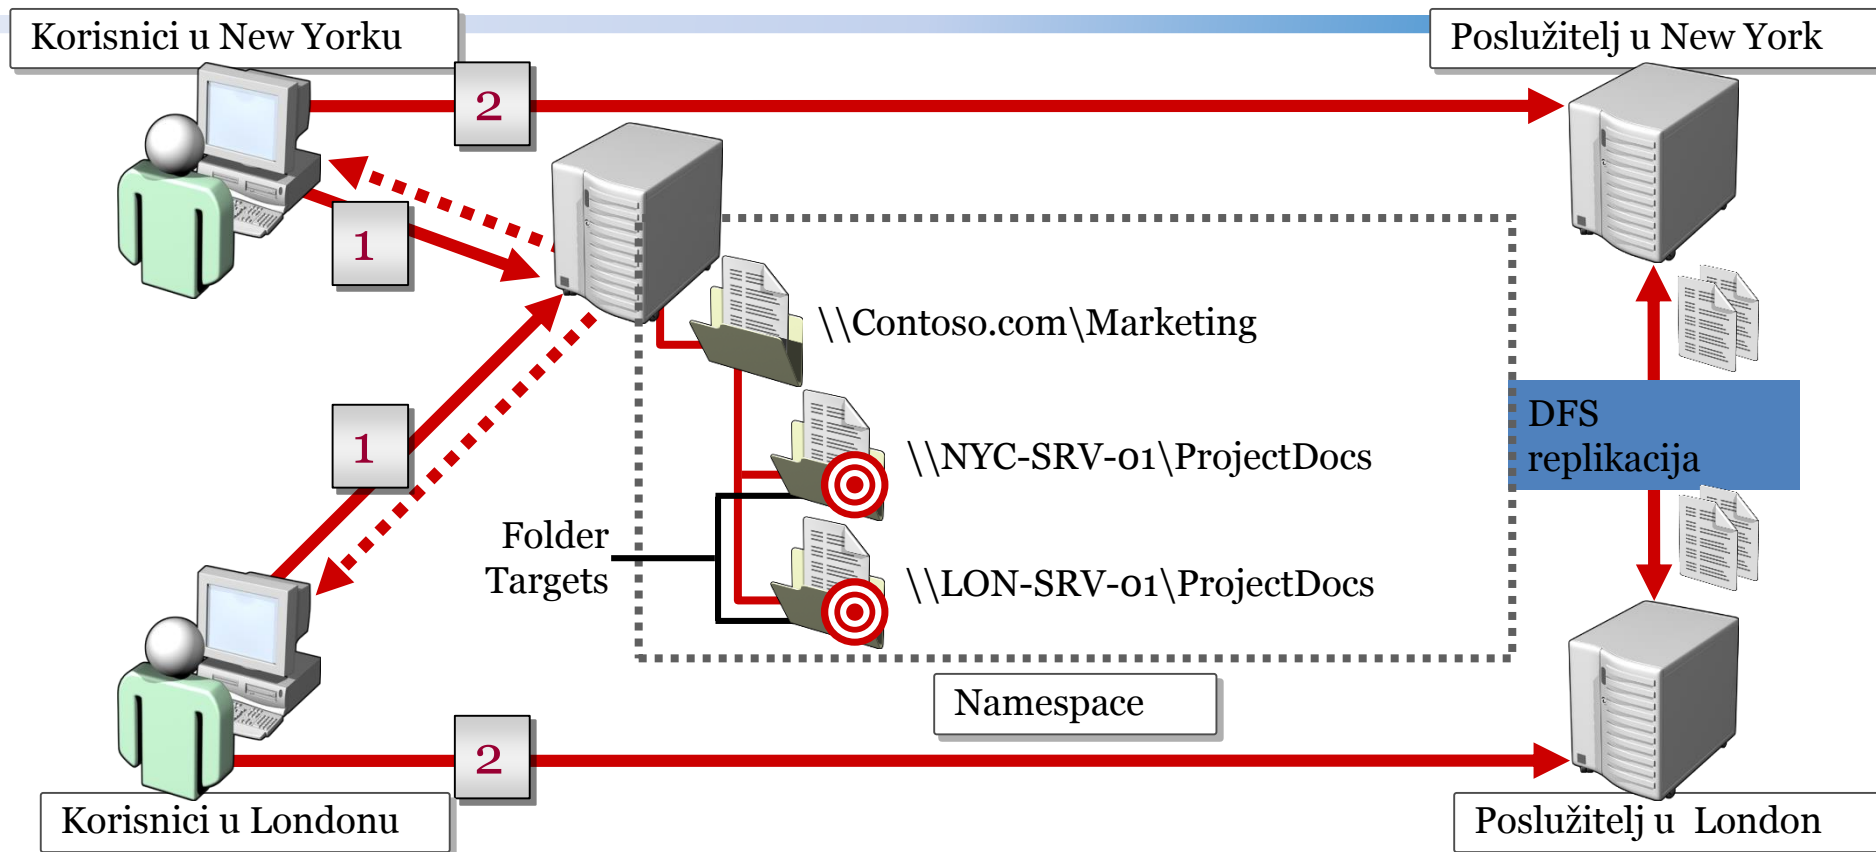 Korisnici u New Yorku
Poslužitelj u New York
2
1
\\Contoso.com\Marketing
DFS
replikacija
1
\\NYC-SRV-01\ProjectDocs
Folder
Targets
\\LON-SRV-01\ProjectDocs
Namespace
2
Korisnici u Londonu
Poslužitelj u  London